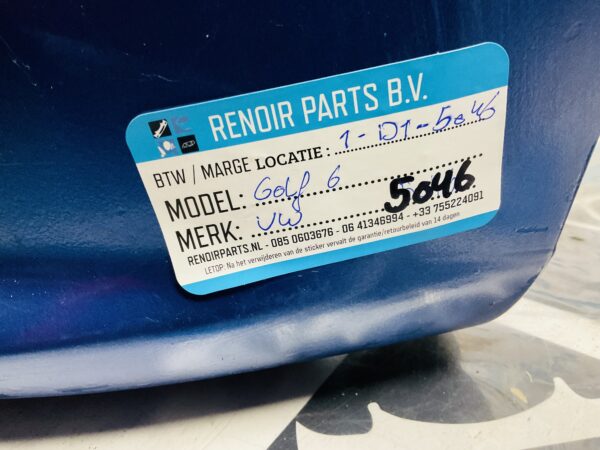 RENOIR PARTS B.V.
BTW / MARGE LOCATIE: 1-D1-5046
MODEL: Golf 6
MERK: VW 5046
RENOIRPARTS.NL - 085 0603676 - 06 41346994 - +33 755224091
LETOP: Na het verwijderen van de sticker vervalt de garantie/retourbeleid van 14 dagen